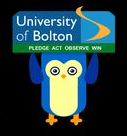 University
of Bolton
PLEDGE ACT OBSERVE WIN